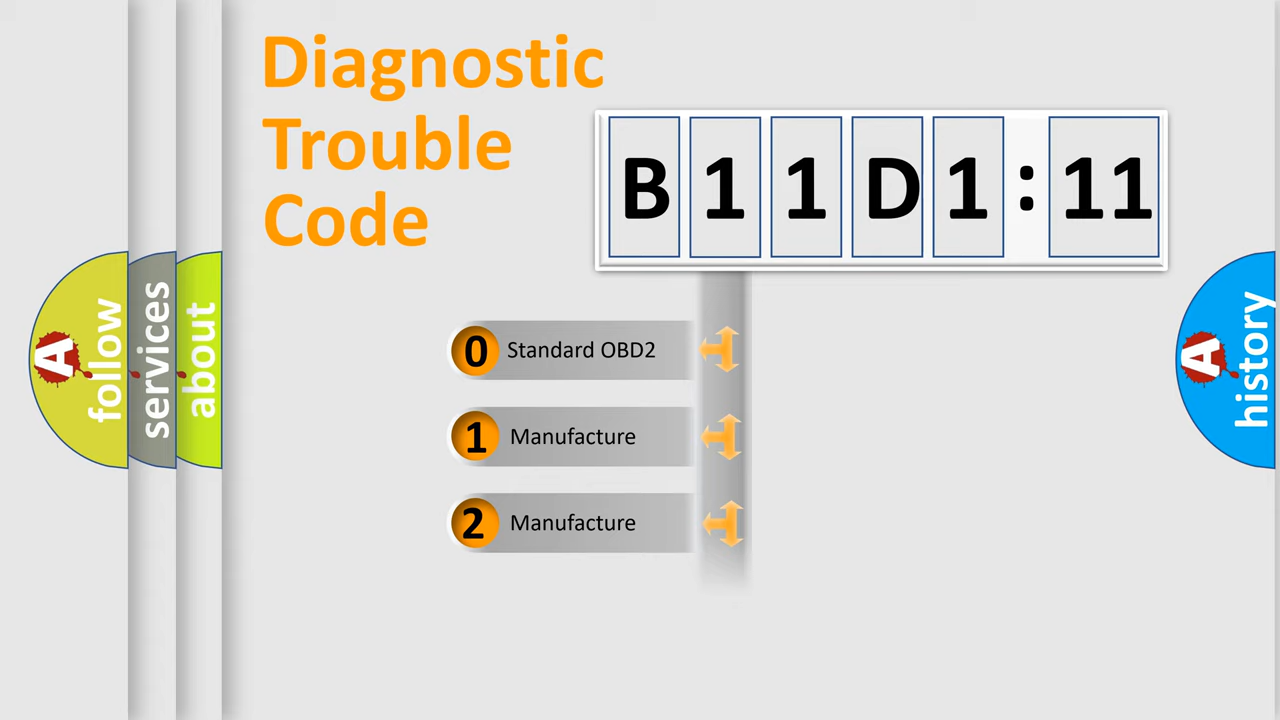 Diagnostic
Trouble
Code
B 1 1 D 1 : 11
0 Standard OBD2
1 Manufacture
2 Manufacture
A follow
services
about
A history